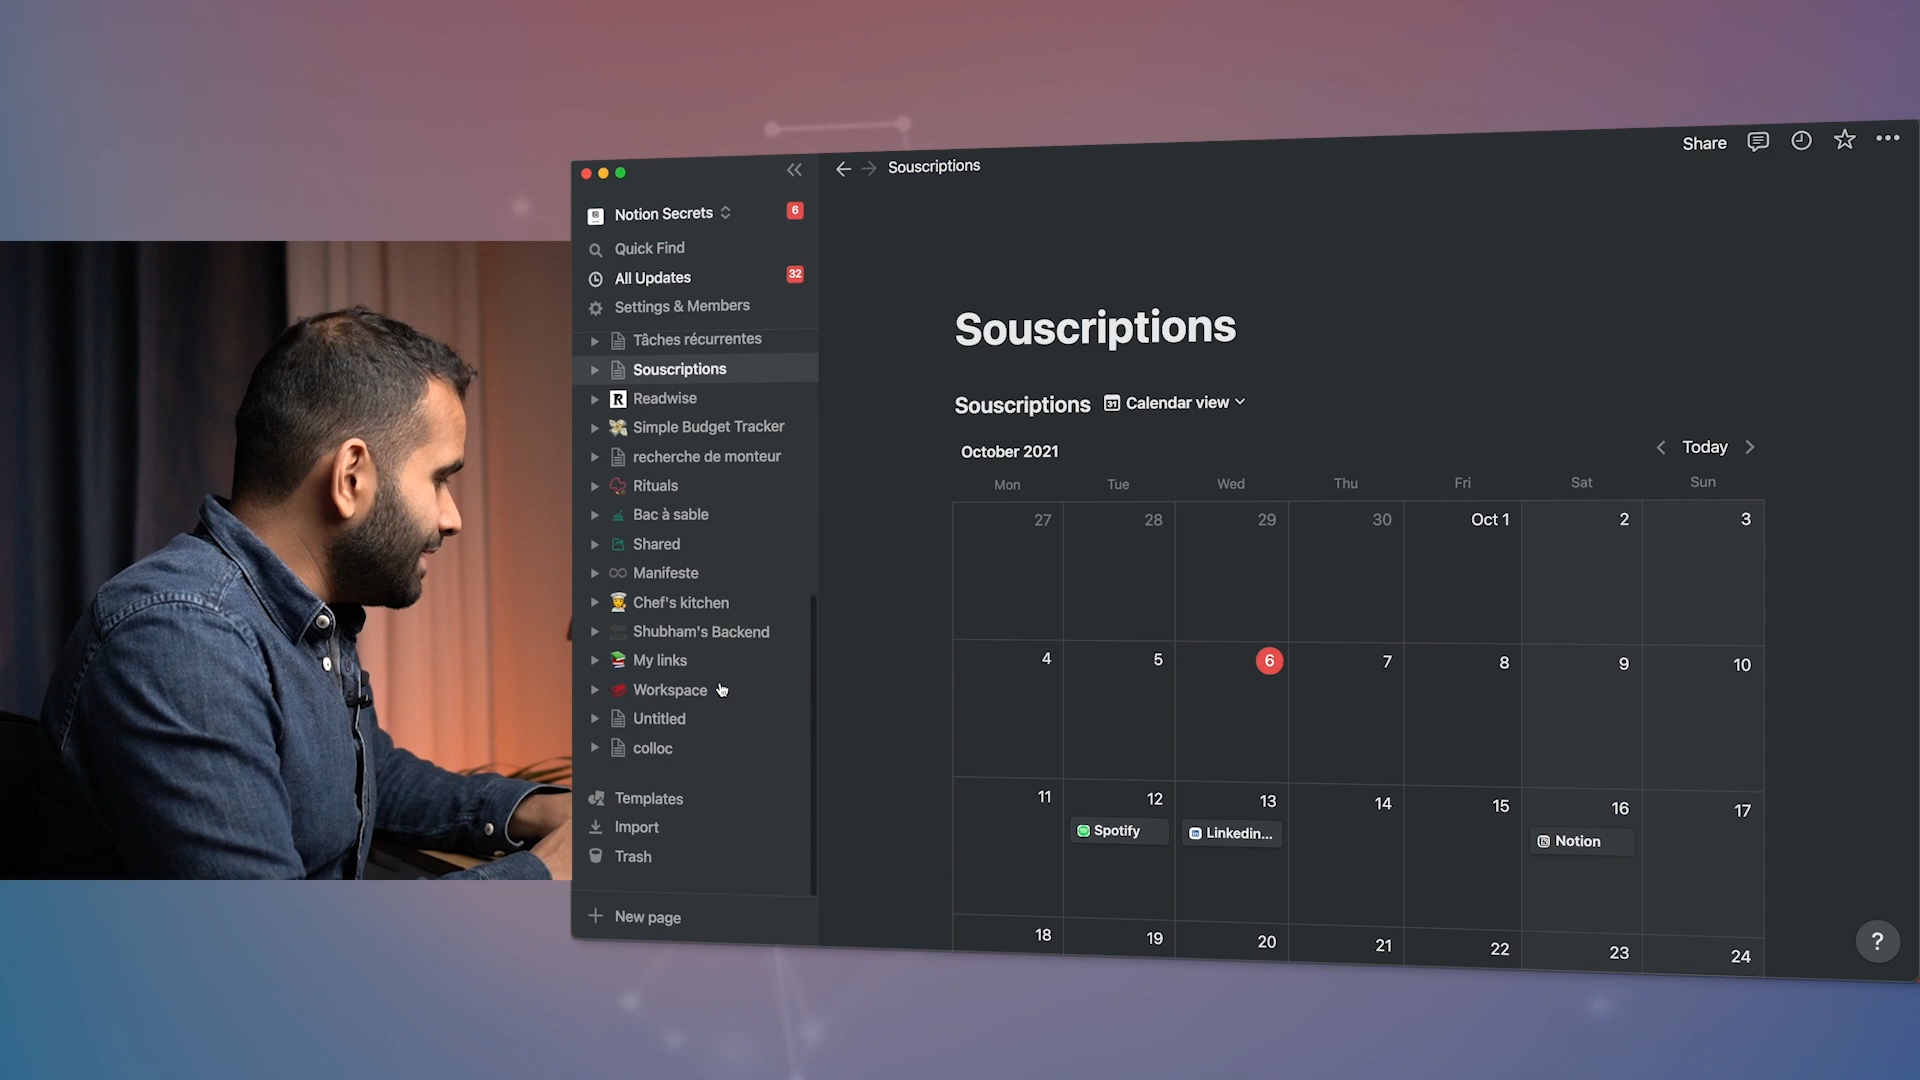 Share
Souscriptions
Notion Secrets
6
Quick Find
All Updates
32
Settings & Members
Tâches récurrentes
Souscriptions
Readwise
Simple Budget Tracker
recherche de monteur
Rituals
Bac à sable
Shared
Manifeste
Chef's kitchen
Shubham's Backend
My links
Workspace
Untitled
colloc
Templates
Import
Trash
New page
Souscriptions
Souscriptions 31 Calendar view
October 2021
Today
Mon Tue Wed Thu Fri Sat Sun
27 28 29 30 Oct 1 2 3
4 5 6 7 8 9 10
11 12 13 14 15 16 17
Spotify Linkedin... Notion
18 19 20 21 22 23 24
?